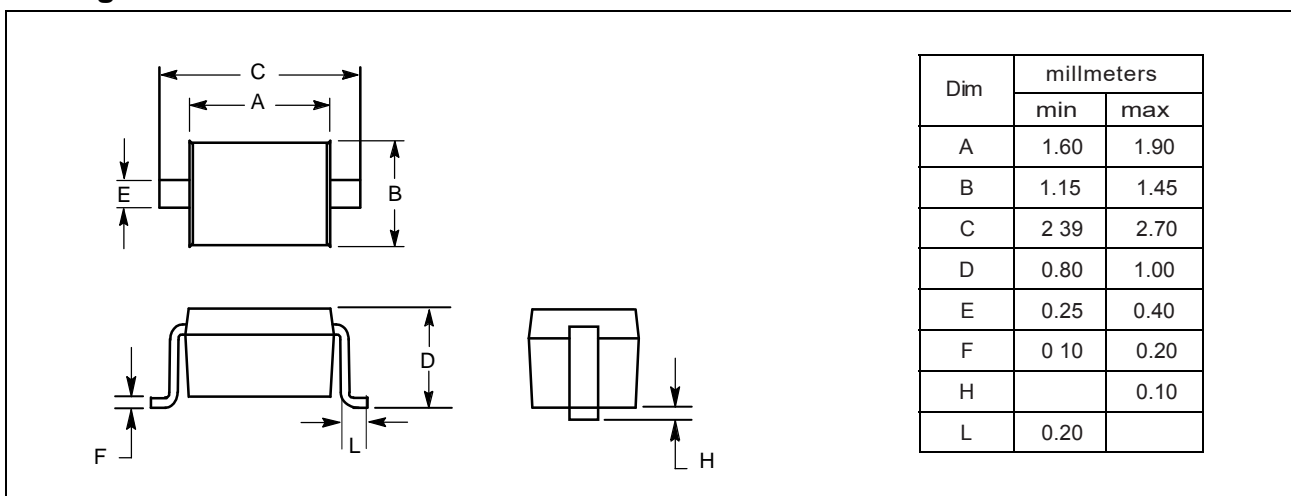 C
A
E
B
D
F
L
H
Dim millmeters
min max
A 1.60 1.90
B 1.15 1.45
C 2 39 2.70
D 0.80 1.00
E 0.25 0.40
F 0 10 0.20
H 0.10
L 0.20